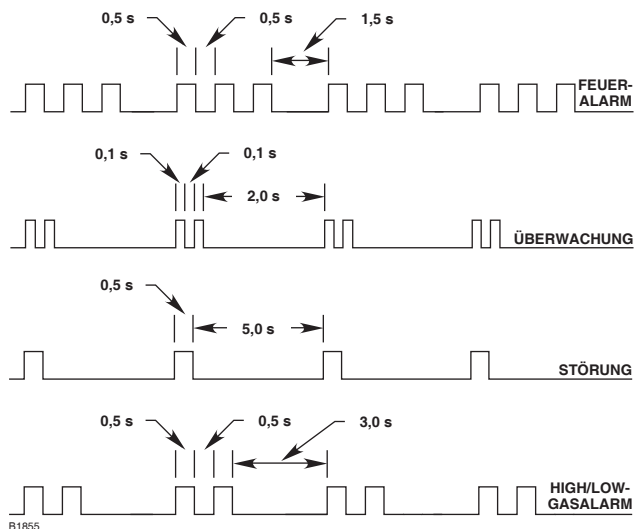 0,5 s 0,5 s 1,5 s
FEUER-
ALARM
0,1 s 0,1 s
2,0 s
ÜBERWACHUNG
0,5 s
5,0 s
STÖRUNG
0,5 s 0,5 s 3,0 s
HIGH/LOW-
GASALARM
B1855